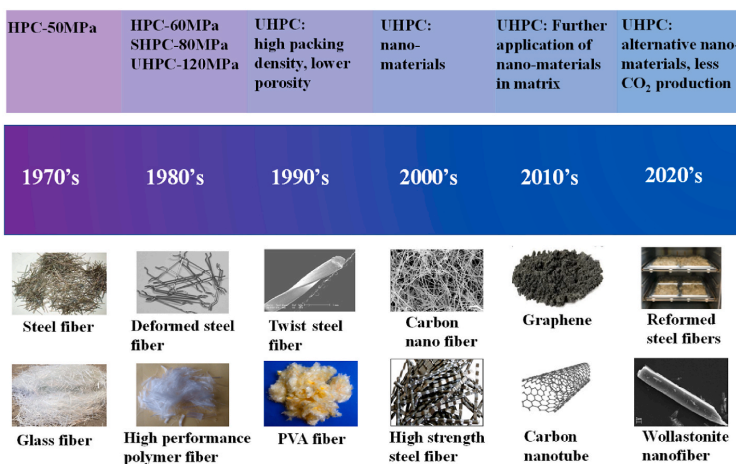 HPC-50MPa
HPC-60MPa
SHPC-80MPa
UHPC-120MPa
UHPC:
high packing
density, lower
porosity
UHPC:
nano-
materials
UHPC: Further
application of
nano-materials
in matrix
UHPC:
alternative nano-
materials, less
CO₂ production
1970's
1980's
1990's
2000's
2010's
2020's
Steel fiber
Deformed steel
fiber
Twist steel
fiber
Carbon
nano fiber
Graphene
Reformed
steel fibers
Glass fiber
High performance
polymer fiber
PVA fiber
High strength
steel fiber
Carbon
nanotube
Wollastonite
nanofiber